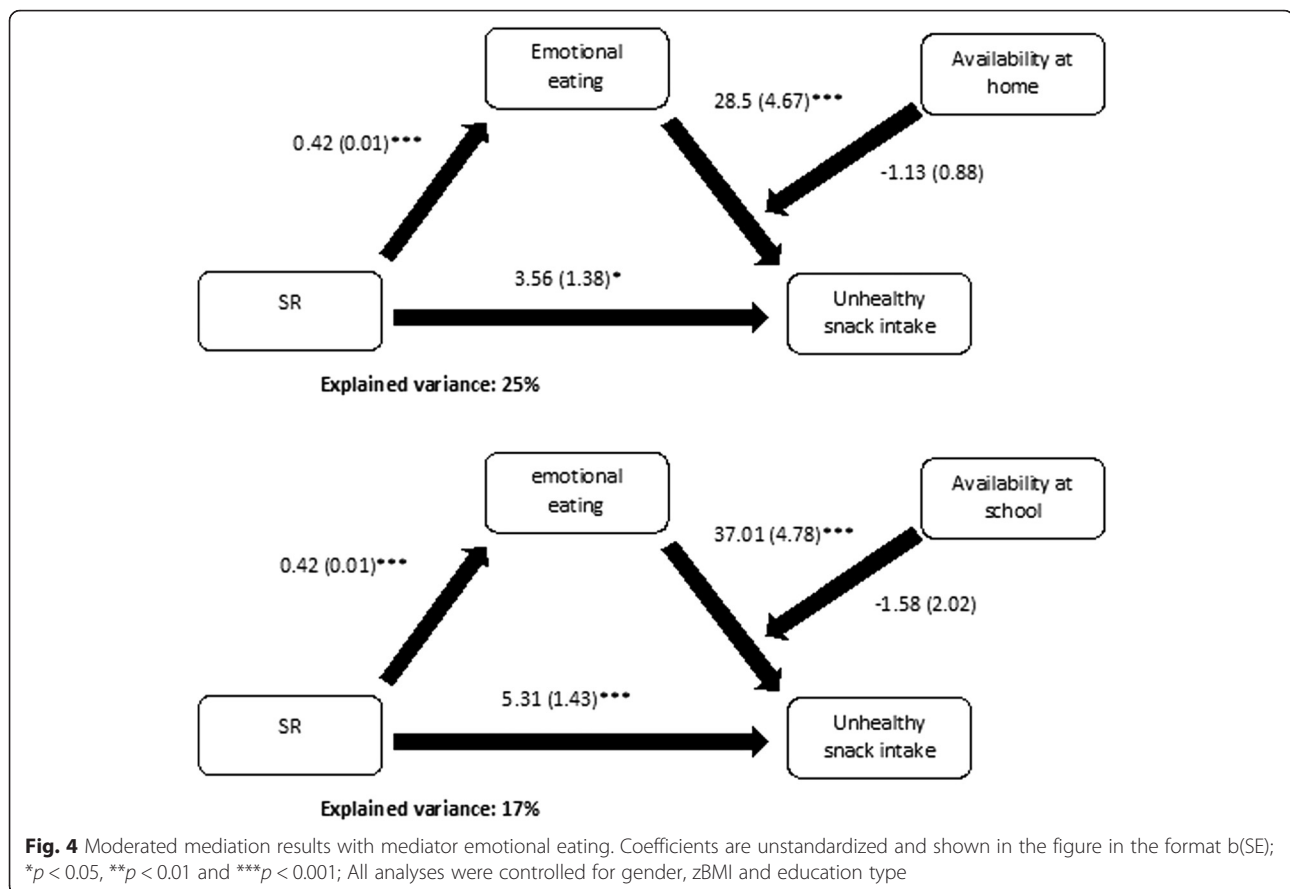 Emotional
eating
Availability at
home
28.5 (4.67)***
0.42 (0.01)***
-1.13 (0.88)
SR
3.56 (1.38)*
Unhealthy
snack intake
Explained variance: 25%
emotional
eating
Availability at
school
37.01 (4.78)***
0.42 (0.01)***
-1.58 (2.02)
SR
5.31 (1.43)***
Unhealthy
snack intake
Explained variance: 17%
Fig. 4 Moderated mediation results with mediator emotional eating. Coefficients are unstandardized and shown in the figure in the format b(SE);
*p < 0.05, **p < 0.01 and ***p < 0.001; All analyses were controlled for gender, zBMI and education type